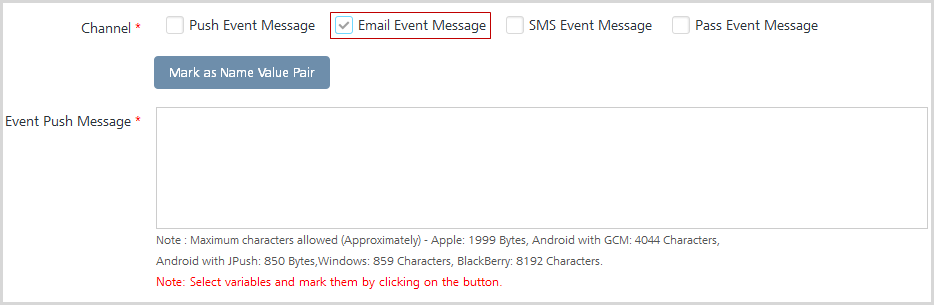 Channel * Push Event Message Email Event Message SMS Event Message Pass Event Message
Mark as Name Value Pair
Event Push Message *
Note : Maximum characters allowed (Approximately) - Apple: 1999 Bytes, Android with GCM: 4044 Characters,
Android with JPush: 850 Bytes,Windows: 859 Characters, BlackBerry: 8192 Characters.
Note: Select variables and mark them by clicking on the button.